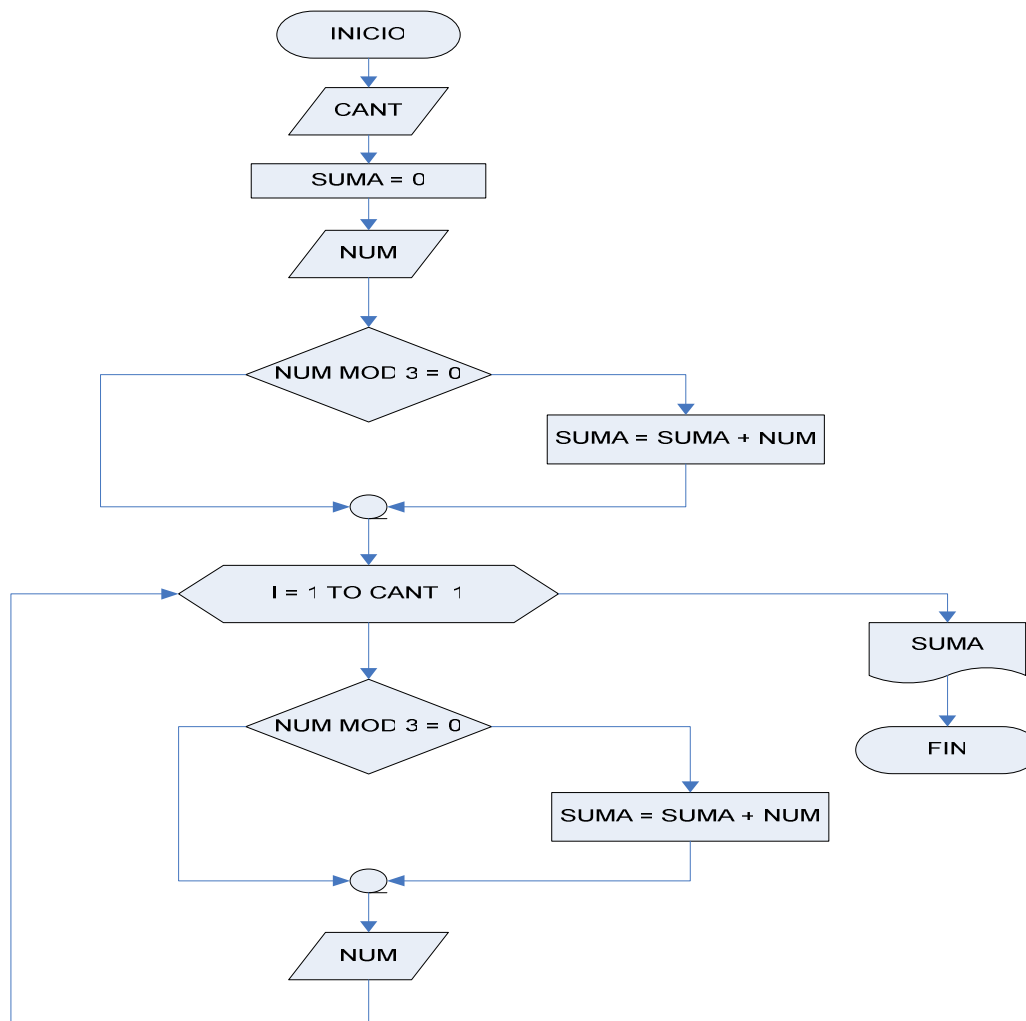 INICIO
CANT
SUMA = 0
NUM
NUM MOD 3 = 0
SUMA = SUMA + NUM
I = 1 TO CANT 1
SUMA
NUM MOD 3 = 0
FIN
SUMA = SUMA + NUM
NUM